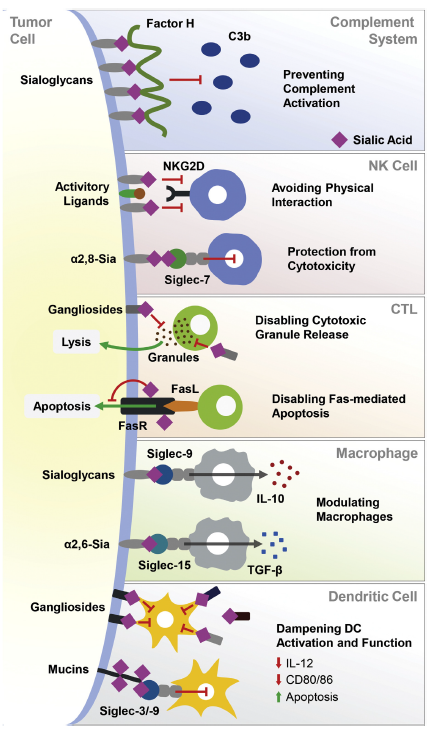 Tumor
Cell
Complement
System
Factor H
C3b
Sialoglycans
Preventing
Complement
Activation
Sialic Acid
NK Cell
NKG2D
Activitory
Ligands
Avoiding Physical
Interaction
α2,8-Sia
Siglec-7
Protection from
Cytotoxicity
CTL
Gangliosides
Disabling Cytotoxic
Granule Release
Lysis
Granules
FasL
Apoptosis
FasR
Disabling Fas-mediated
Apoptosis
Macrophage
Siglec-9
Sialoglycans
IL-10
Modulating
Macrophages
α2,6-Sia
Siglec-15
TGF-β
Dendritic Cell
Gangliosides
Dampening DC
Activation and Function
IL-12
CD80/86
Apoptosis
Mucins
Siglec-3/-9